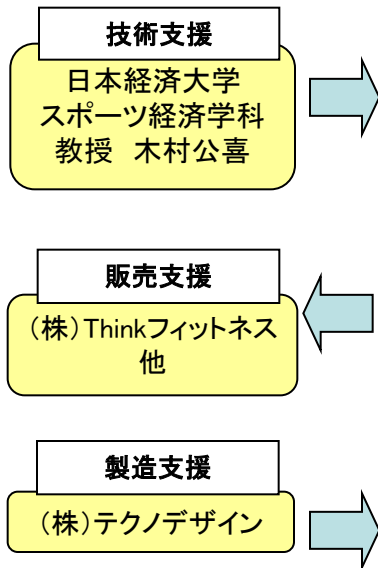 技術支援
日本経済大学
スポーツ経済学科
教授　木村公喜
販売支援
（株）Thinkフィットネス
他
製造支援
（株）テクノデザイン